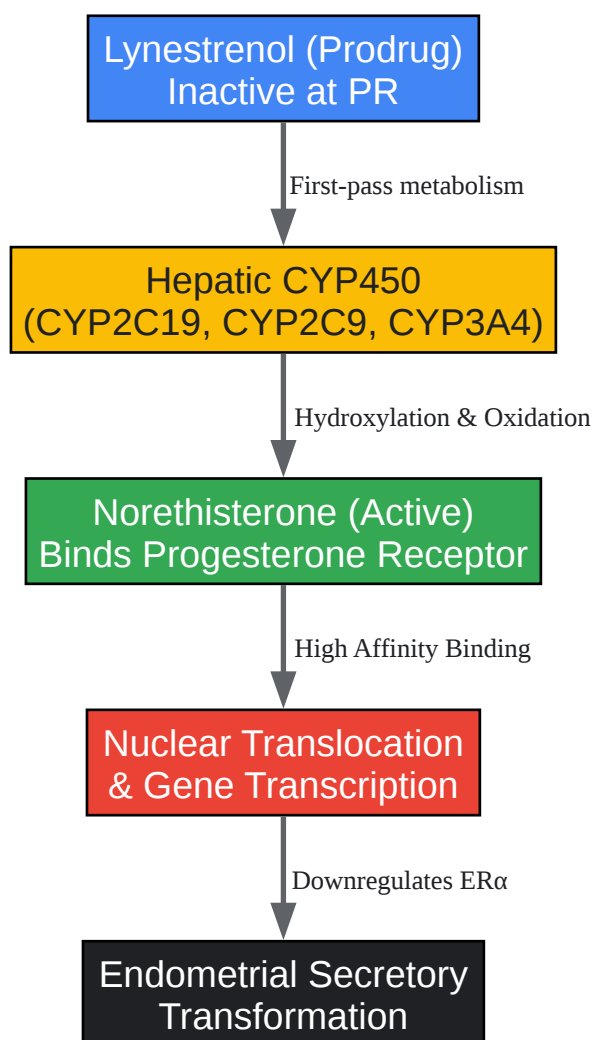 Lynestrenol (Prodrug)
Inactive at PR
First-pass metabolism
Hepatic CYP450
(CYP2C19, CYP2C9, CYP3A4)
Hydroxylation & Oxidation
Norethisterone (Active)
Binds Progesterone Receptor
High Affinity Binding
Nuclear Translocation
& Gene Transcription
Downregulates ERα
Endometrial Secretory
Transformation